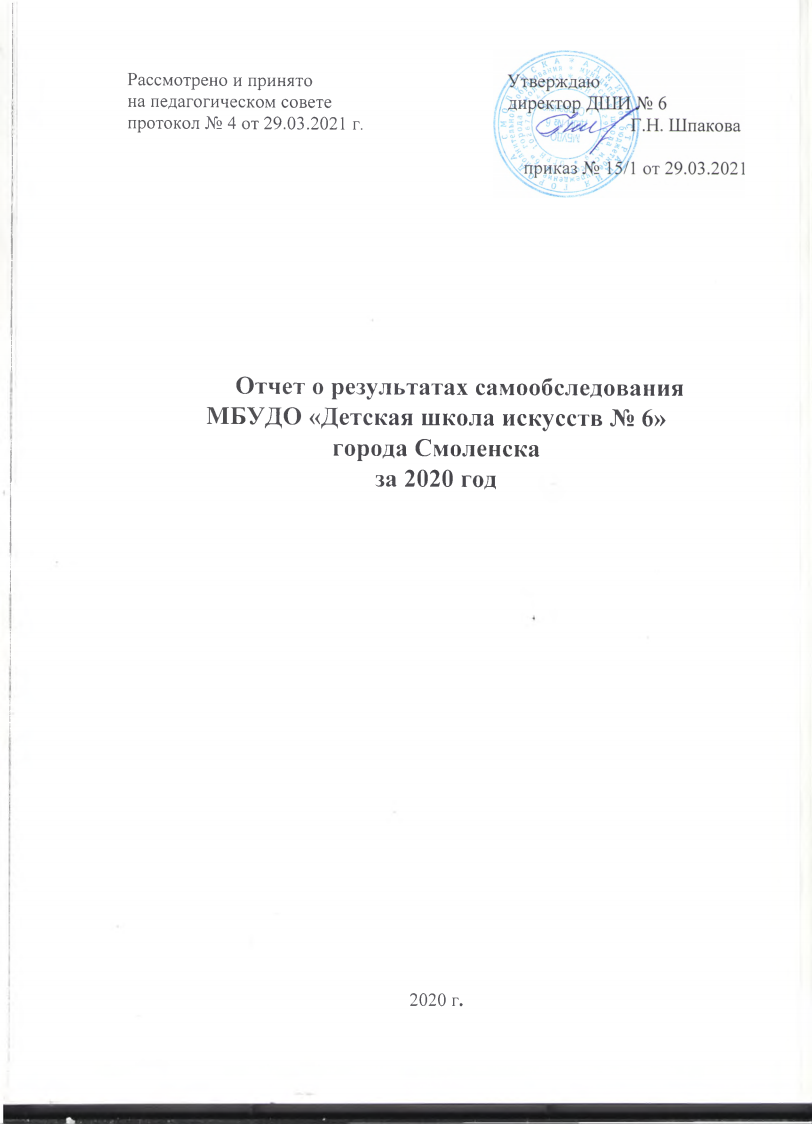 Рассмотрено и принято
на педагогическом совете
протокол № 4 от 29.03.2021 г.
Утверждаю
директор ДШИ № 6
Г.Н. Шпакова
приказ № 15/1 от 29.03.2021
Отчет о результатах самообследования
МБУДО «Детская школа искусств № 6»
города Смоленска
за 2020 год
2020 г.